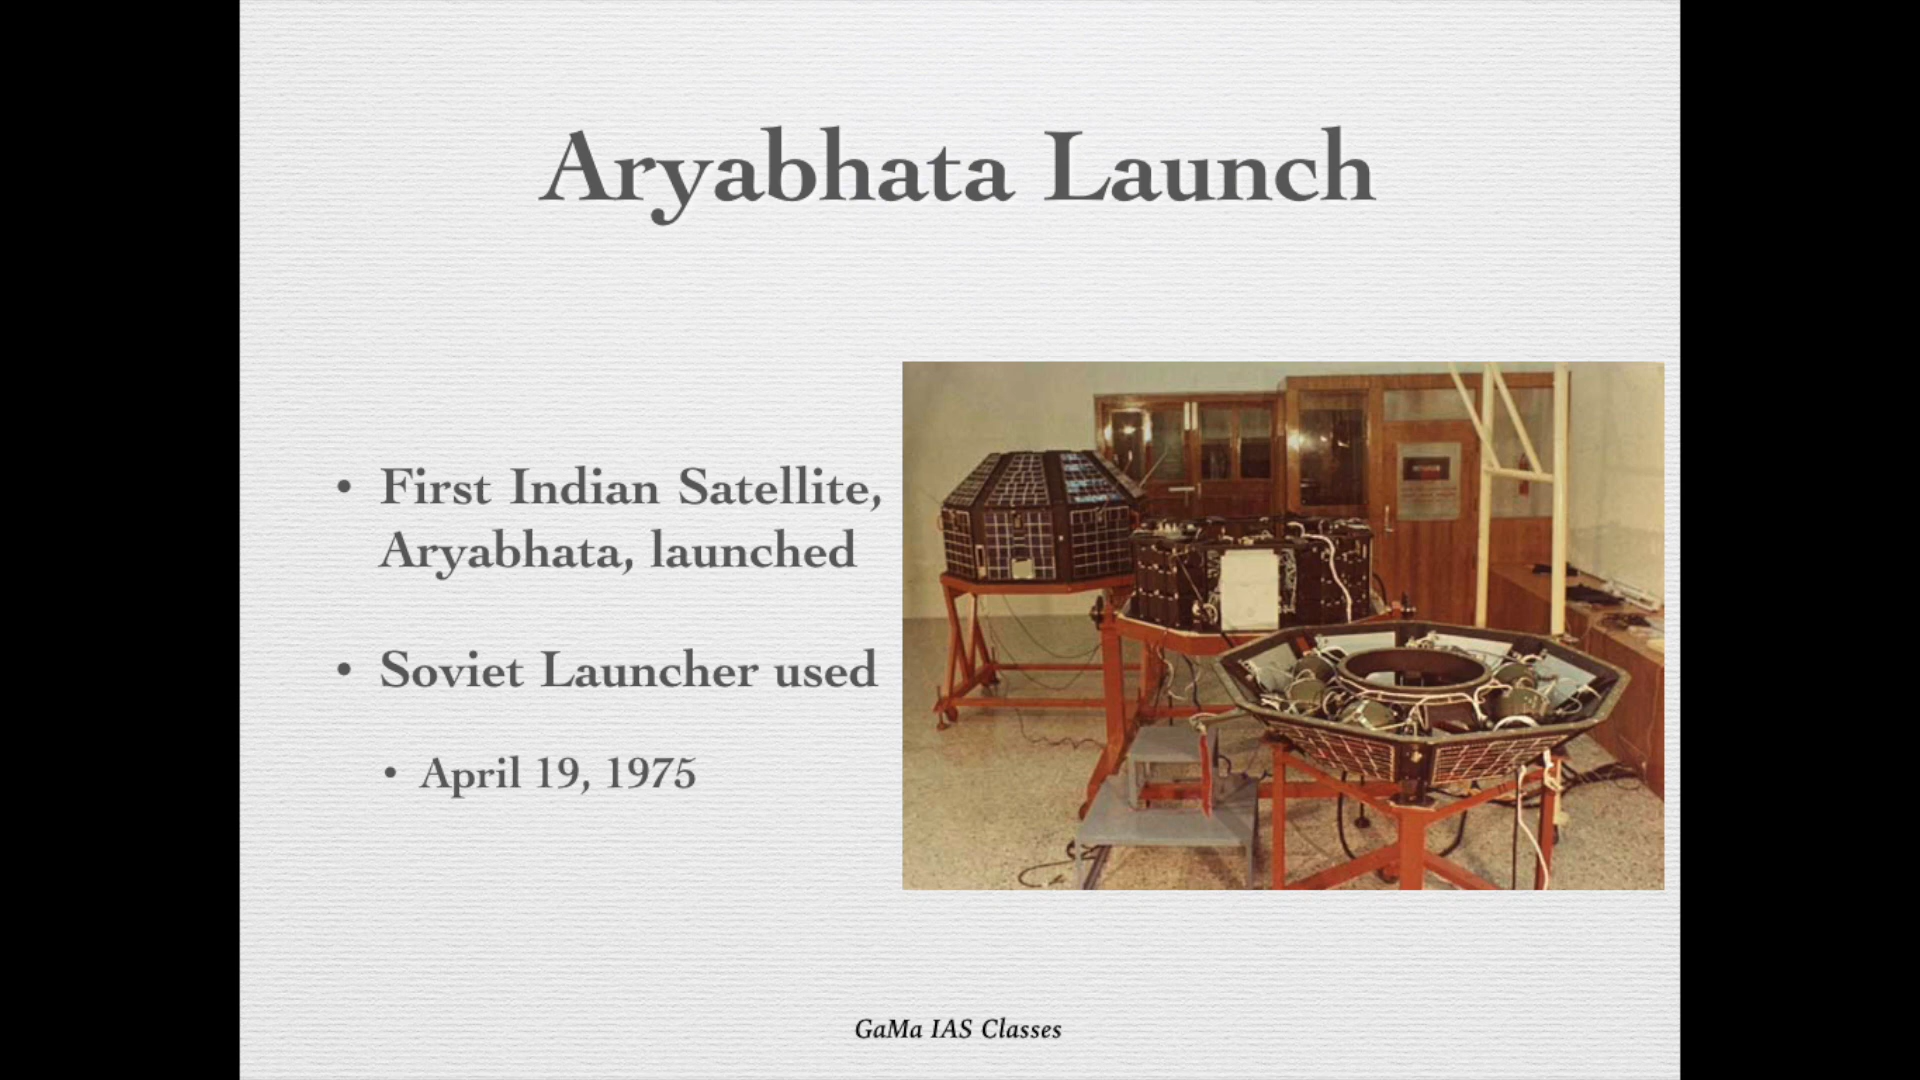 Aryabhata Launch
• First Indian Satellite,
Aryabhata, launched
• Soviet Launcher used
• April 19, 1975
GaMa IAS Classes